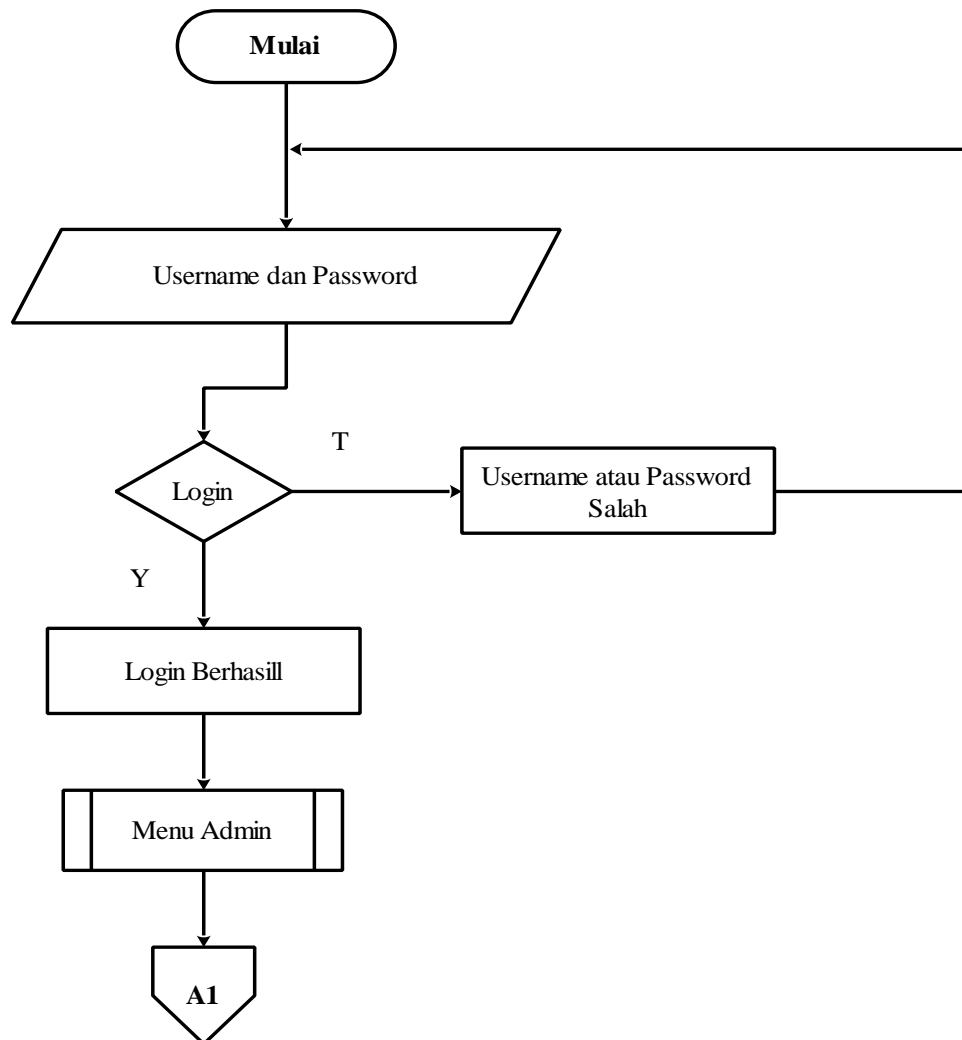 Mulai
Username dan Password
T
Login
Username atau Password
Salah
Y
Login Berhasill
Menu Admin
A1